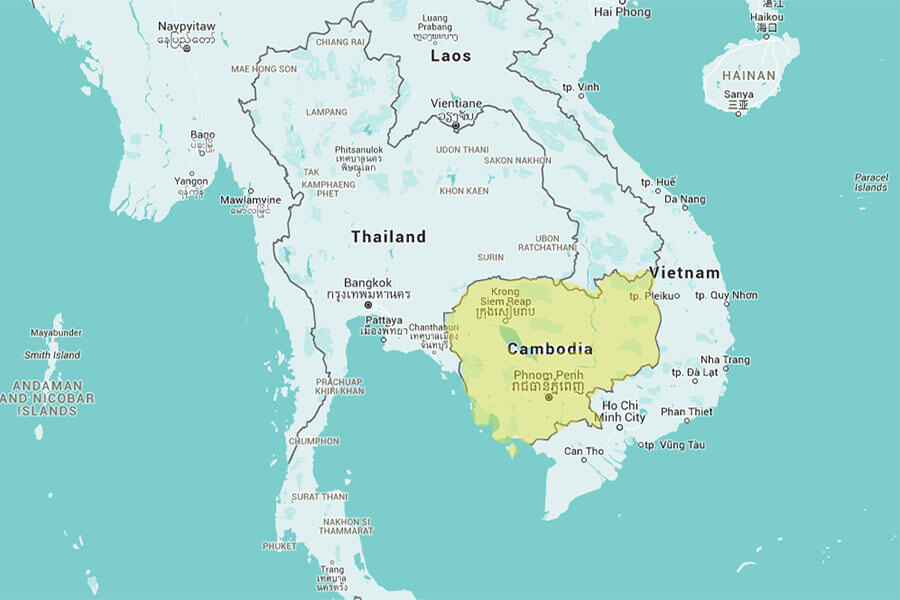 Hai Phong
湛江
Haikou
海口
HAINAN
Sanya
三亚
Naypyitaw
နေပြည်တော်
Luang
Prabang
ຫຼວງພະບາງ
CHIANG RAI
Laos
MAE HONG SON
tp. Vinh
Vientiane
ວຽງຈັນ
LAMPANG
Bago
ပဲခူးမြို့
Phitsanulok
เทศบาลนคร
พิษณุโลก
UDON THANI
SAKON NAKHON
TAK
KAMPHAENG
PHET
KHON KAEN
Yangon
ရန်ကုန်
Mawlamyine
မော်လမြိုင်
tp. Huế
Da Nang
Paracel
Islands
Thailand
UBON
RATCHATHANI
SURIN
Vietnam
Bangkok
กรุงเทพมหานคร
Krong
Siem Reap
ក្រុងសៀមរាប
tp. Pleiku
tp. Quy Nhơn
Pattaya
เมืองพัทยา
Chanthaburi
เทศบาลเมือง
จันทบุรี
Mayabunder
Smith Island
Cambodia
Nha Trang
tp. Đà Lạt
Phnom Penh
រាជធានីភ្នំពេញ
ANDAMAN
AND NICOBAR
ISLANDS
PRACHUAP
KHIRI KHAN
Ho Chi
Minh City
Phan Thiet
CHUMPHON
tp. Vũng Tàu
Can Tho
SURAT THANI
NAKHON SI
THAMMARAT
PHUKET
Trang
เทศบาล
นครตรัง